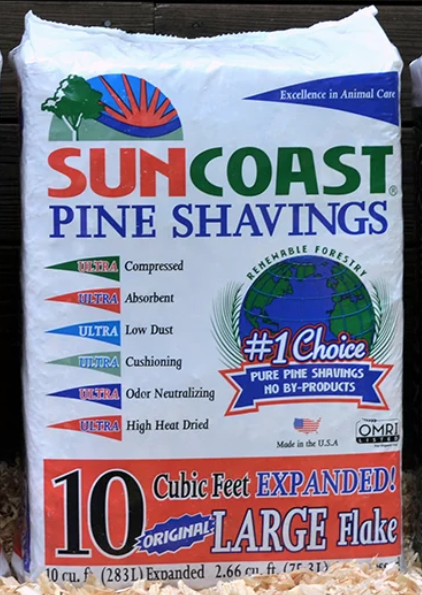 Excellence in Animal Care
SUNCOAST®
PINE SHAVINGS
ULTRA Compressed
ULTRA Absorbent
ULTRA Low Dust
ULTRA Cushioning
ULTRA Odor Neutralizing
ULTRA High Heat Dried
RENEWABLE FORESTRY
#1 Choice
PURE PINE SHAVINGS
NO BY-PRODUCTS
Made in the U.S.A
OMRI
LISTED
10 Cubic Feet EXPANDED!
ORIGINAL LARGE Flake
10 cu. f (283L) Expanded 2.66 cu. ft. (75.3L)